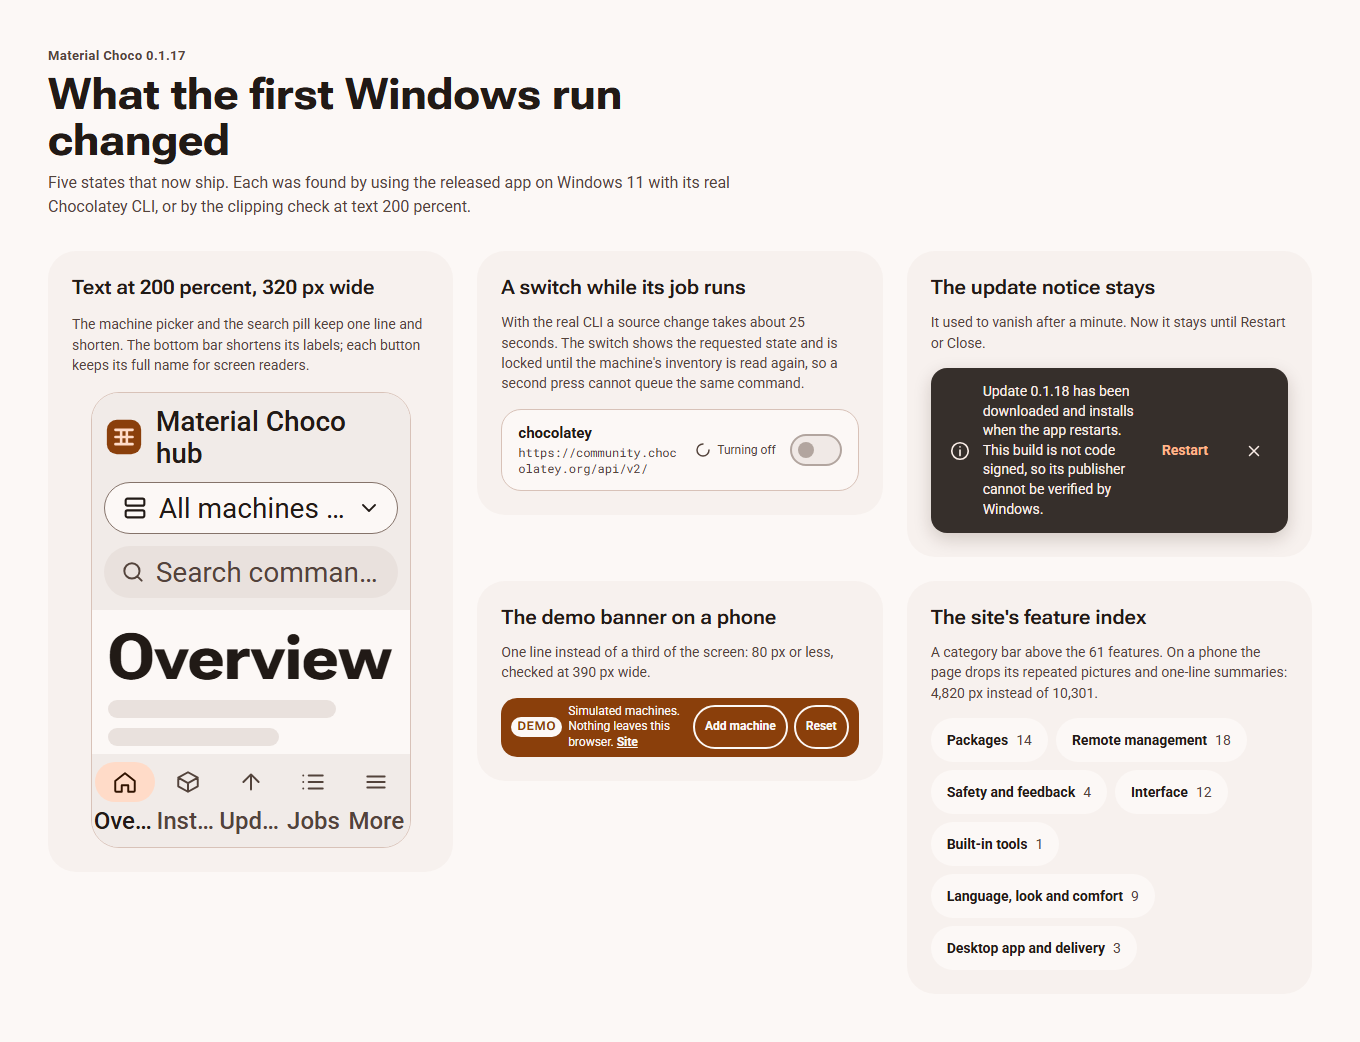 Material Choco 0.1.17
What the first Windows run
changed
Five states that now ship. Each was found by using the released app on Windows 11 with its real
Chocolatey CLI, or by the clipping check at text 200 percent.
Text at 200 percent, 320 px wide
The machine picker and the search pill keep one line and
shorten. The bottom bar shortens its labels; each button
keeps its full name for screen readers.
Material Choco
hub
All machines ...
Search comman...
Overview
Ove... Inst... Upd... Jobs More
A switch while its job runs
With the real CLI a source change takes about 25
seconds. The switch shows the requested state and is
locked until the machine's inventory is read again, so a
second press cannot queue the same command.
chocolatey
https://community.choc
olatey.org/api/v2/
Turning off
The update notice stays
It used to vanish after a minute. Now it stays until Restart
or Close.
Update 0.1.18 has been
downloaded and installs
when the app restarts.
This build is not code
signed, so its publisher
cannot be verified by
Windows.
Restart
The demo banner on a phone
One line instead of a third of the screen: 80 px or less,
checked at 390 px wide.
DEMO
Simulated machines.
Nothing leaves this
browser. Site
Add machine
Reset
The site's feature index
A category bar above the 61 features. On a phone the
page drops its repeated pictures and one-line summaries:
4,820 px instead of 10,301.
Packages 14
Remote management 18
Safety and feedback 4
Interface 12
Built-in tools 1
Language, look and comfort 9
Desktop app and delivery 3